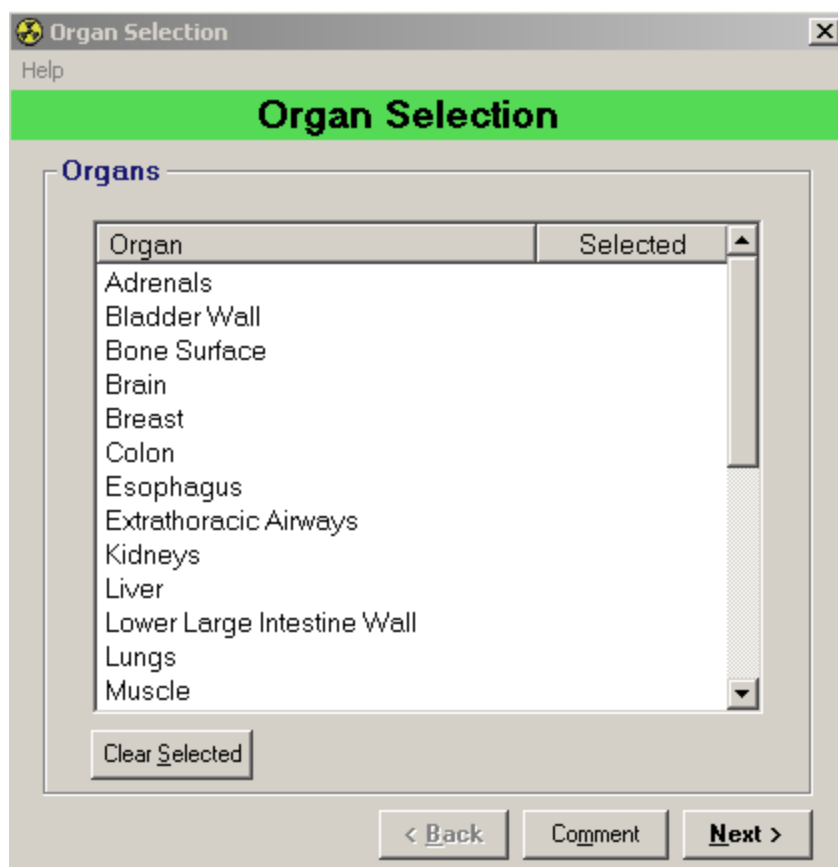 Organ Selection
Help
Organ Selection
Organs
Organ Selected
Adrenals
Bladder Wall
Bone Surface
Brain
Breast
Colon
Esophagus
Extrathoracic Airways
Kidneys
Liver
Lower Large Intestine Wall
Lungs
Muscle
Clear Selected
< Back Comment Next >